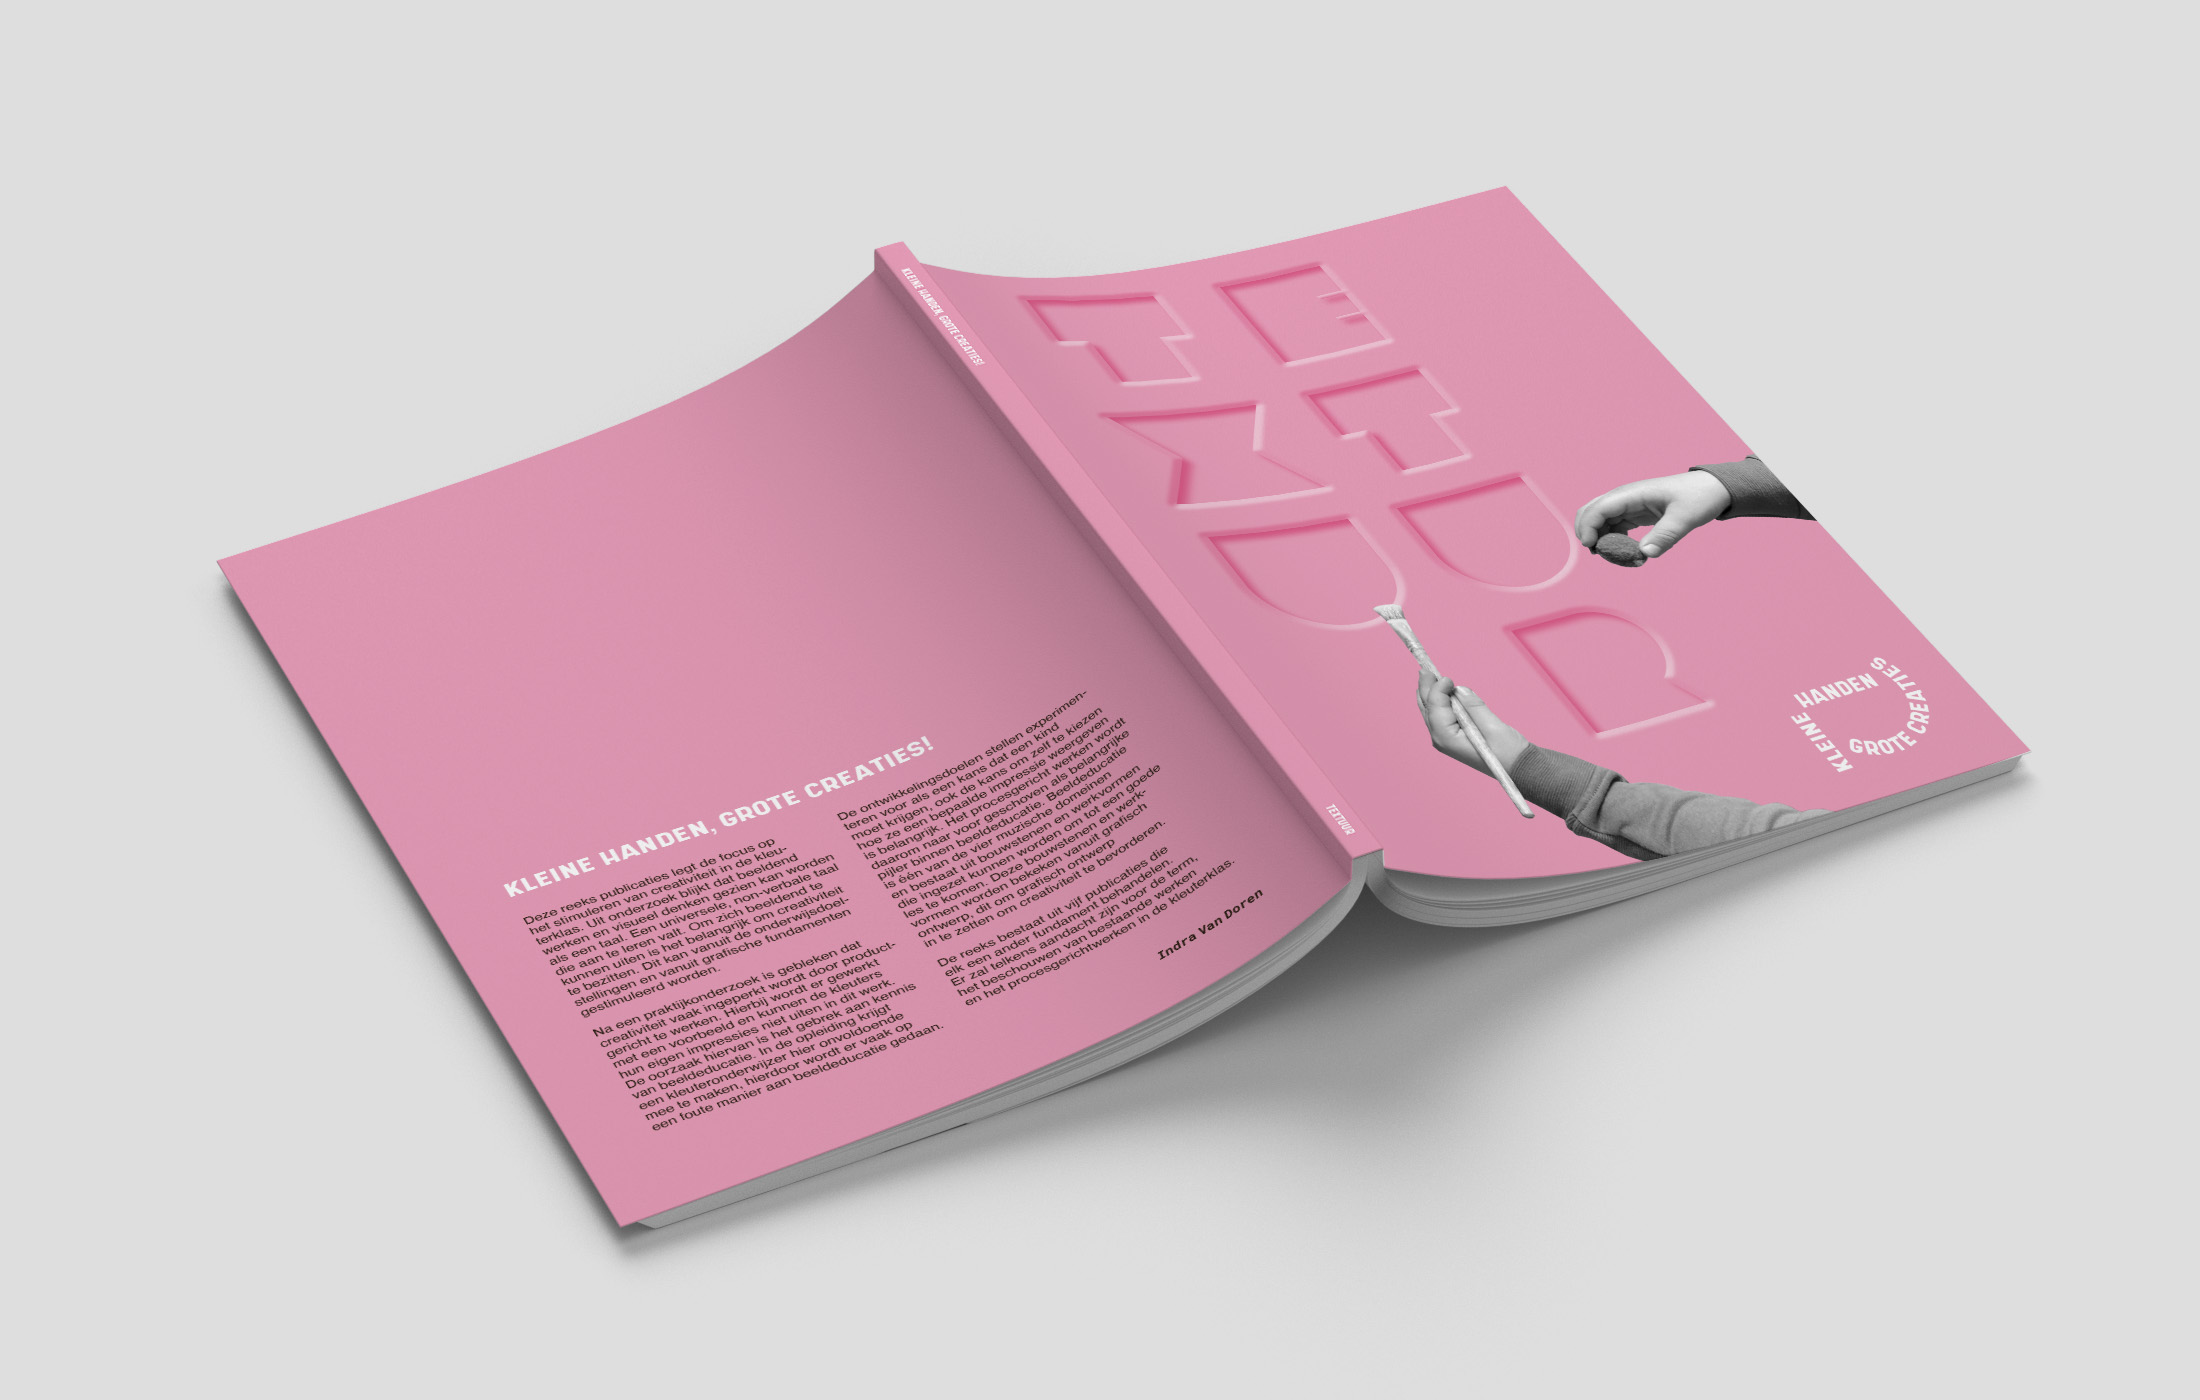 KLEINE HANDEN, GROTE CREATIES!
Deze reeks publicaties legt de focus op
het stimuleren van creativiteit in de kleu-
terklas. Uit onderzoek blijkt dat beeldend
werken en visueel denken gezien kan worden
als een taal. Een universele, non-verbale taal
die aan te leren valt. Om zich beeldend te
kunnen uiten is het belangrijk om creativiteit
te bezitten. Dit kan vanuit de onderwijsdoel-
stellingen en vanuit grafische fundamenten
gestimuleerd worden.
Na een praktijkonderzoek is gebleken dat
creativiteit vaak ingeperkt wordt door product-
gericht te werken. Hierbij wordt er gewerkt
met een voorbeeld en kunnen de kleuters
hun eigen impressies niet uiten in dit werk.
De oorzaak hiervan is het gebrek aan kennis
van beeldeducatie. In de opleiding krijgt
een kleuteronderwijzer hier onvoldoende
mee te maken, hierdoor wordt er vaak op
een foute manier aan beeldeducatie gedaan.
De ontwikkelingsdoelen stellen experimen-
teren voor als een kans dat een kind
moet krijgen, ook de kans om zelf te kiezen
hoe ze een bepaalde impressie weergeven
is belangrijk. Het procesgericht werken wordt
daarom naar voor geschoven als belangrijke
pijler binnen beeldeducatie. Beeldeducatie
is één van de vier muzische domeinen
en bestaat uit bouwstenen en werkvormen
die ingezet kunnen worden om tot een goede
les te komen. Deze bouwstenen en werk-
vormen worden bekeken vanuit grafisch
ontwerp, dit om grafisch ontwerp
in te zetten om creativiteit te bevorderen.
De reeks bestaat uit vijf publicaties die
elk een ander fundament behandelen.
Er zal telkens aandacht zijn voor de term,
het beschouwen van bestaande werken
en het procesgerichtwerken in de kleuterklas.
Indra Van Doren
KLEINE HANDEN, GROTE CREATIES!
TEXTUUR
TE
XT
UU
R
KLEINE HANDEN
GROTE CREATIES